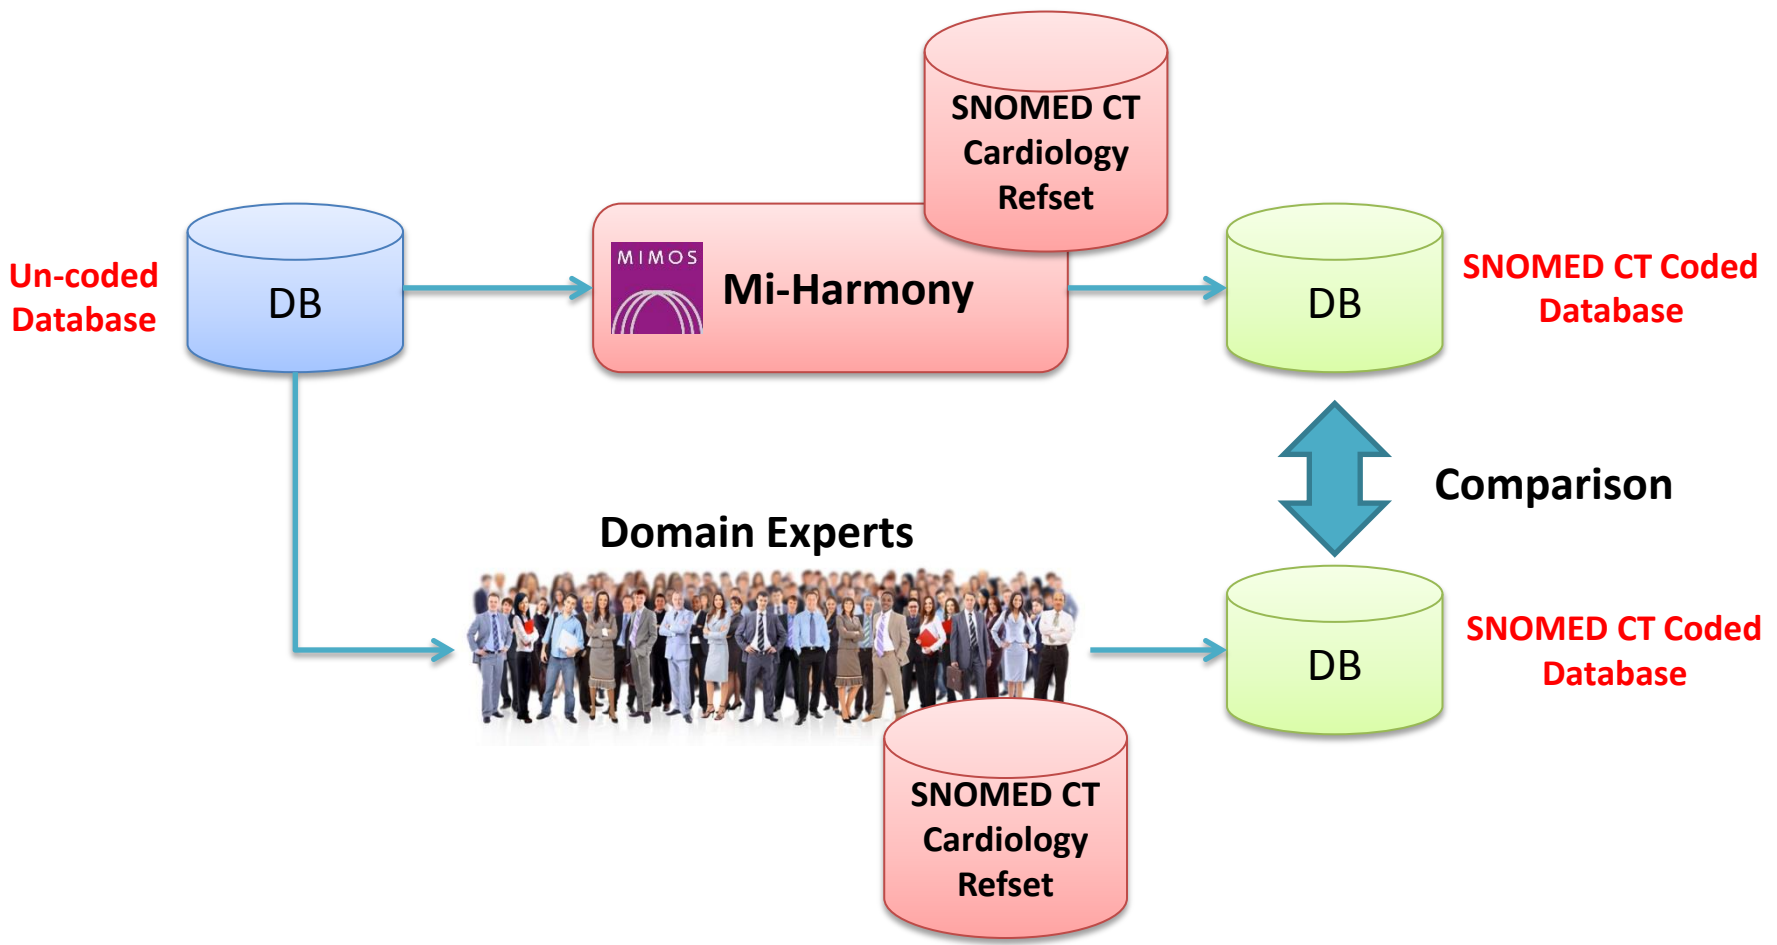 SNOMED CT
Cardiology
Refset
Un-coded
Database
DB
MIMOS
Mi-Harmony
DB
SNOMED CT Coded
Database
Comparison
Domain Experts
DB
SNOMED CT Coded
Database
SNOMED CT
Cardiology
Refset